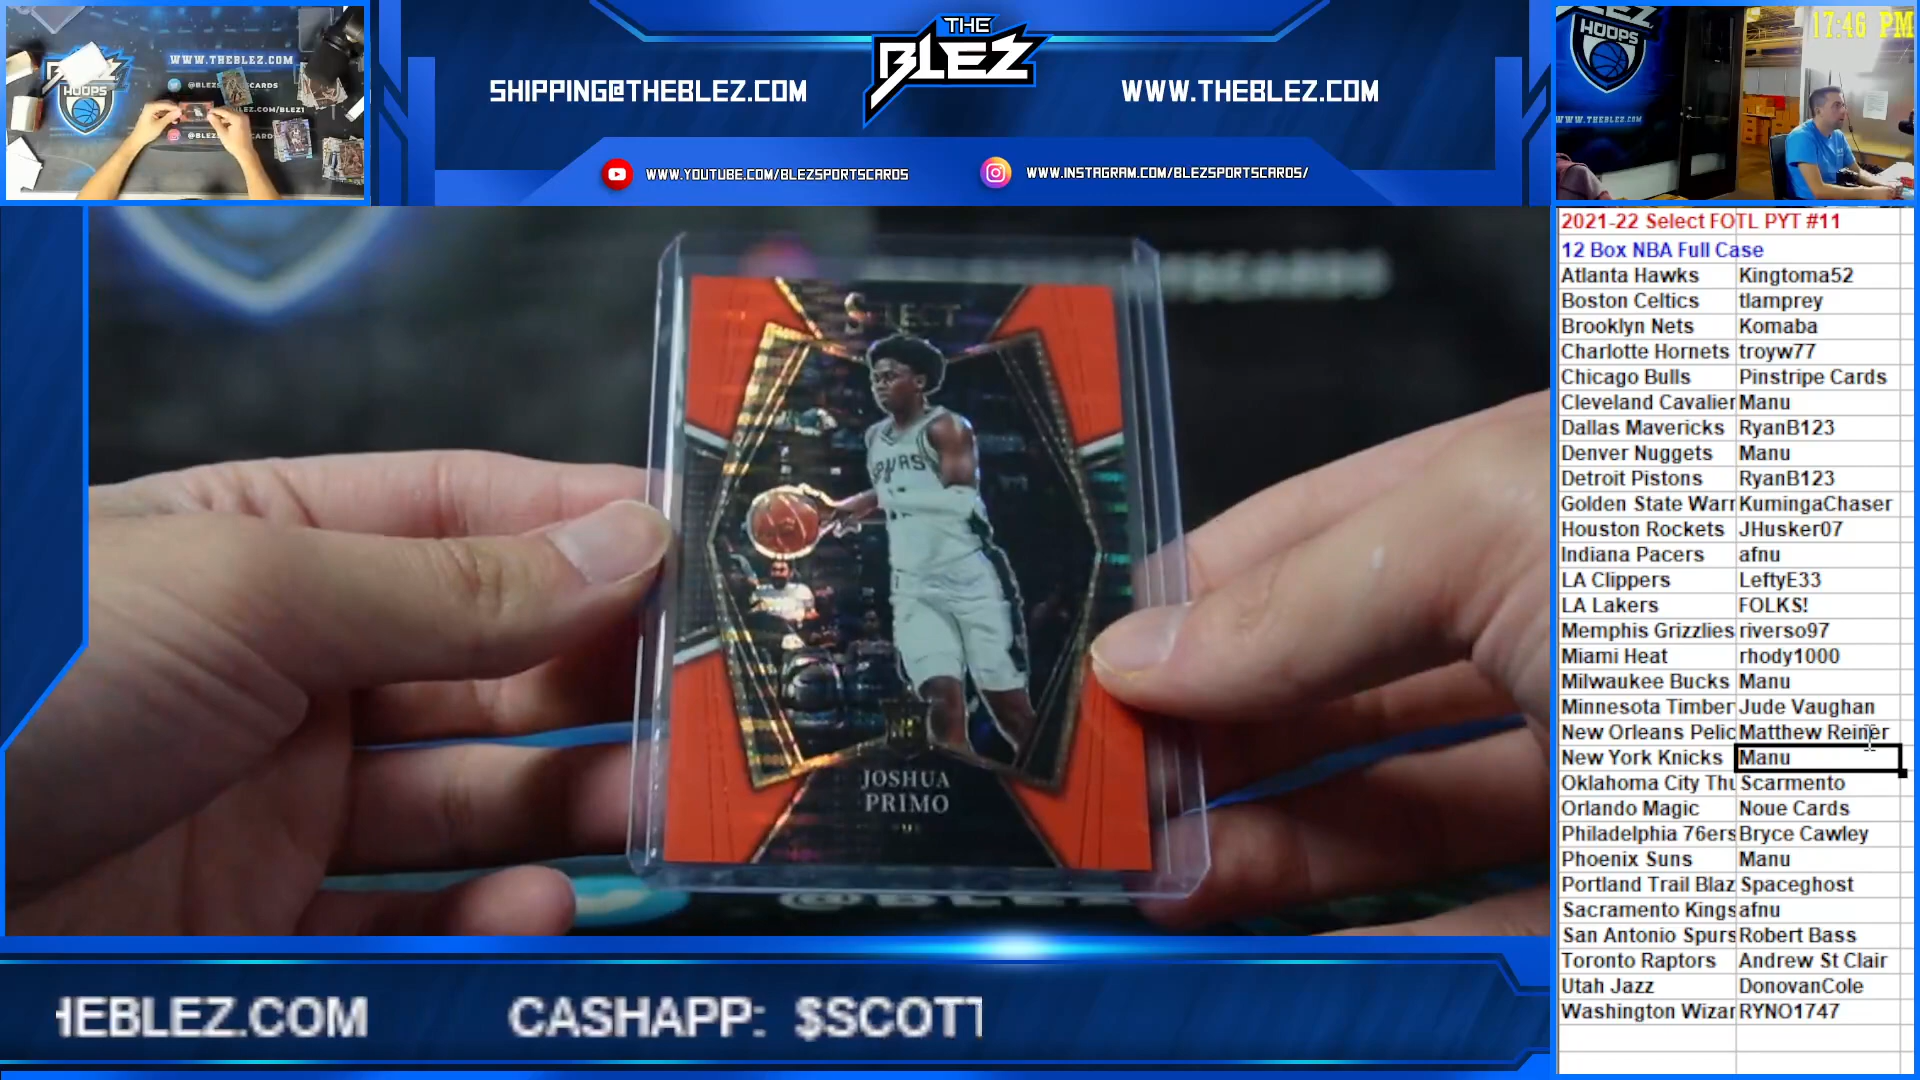 WWW.THEBLEZ.COM
HOOPS
THE
BLEZ
SHIPPING@THEBLEZ.COM
WWW.THEBLEZ.COM
WWW.YOUTUBE.COM/BLEZSPORTSCARDS
WWW.INSTAGRAM.COM/BLEZSPORTSCARDS/
HOOPS
WWW.THEBLEZ.COM
17:46 PM
SELECT
SPURS
JOSHUA
PRIMO
@BLEZ
2021-22 Select FOTL PYT #11
12 Box NBA Full Case
Atlanta Hawks Kingtoma52
Boston Celtics tlamprey
Brooklyn Nets Komaba
Charlotte Hornets troyw77
Chicago Bulls Pinstripe Cards
Cleveland Cavalier Manu
Dallas Mavericks RyanB123
Denver Nuggets Manu
Detroit Pistons RyanB123
Golden State Warr KumingaChaser
Houston Rockets JHusker07
Indiana Pacers afnu
LA Clippers LeftyE33
LA Lakers FOLKS!
Memphis Grizzlies riverso97
Miami Heat rhody1000
Milwaukee Bucks Manu
Minnesota Timber Jude Vaughan
New Orleans Pelic Matthew Reiner
New York Knicks Manu
Oklahoma City Thu Scarmento
Orlando Magic Noue Cards
Philadelphia 76ers Bryce Cawley
Phoenix Suns Manu
Portland Trail Blaz Spaceghost
Sacramento Kings afnu
San Antonio Spurs Robert Bass
Toronto Raptors Andrew St Clair
Utah Jazz DonovanCole
Washington Wizar RYNO1747
HEBLEZ.COM CASHAPP: $SCOTT